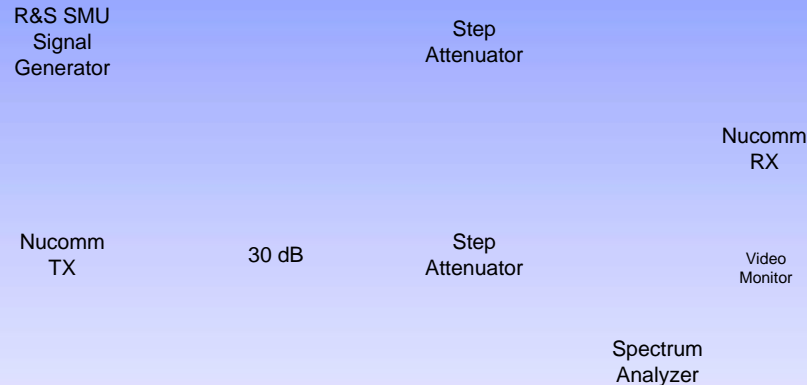 R&S SMU
Signal
Generator
Step
Attenuator
Nucomm
RX
Nucomm
TX
30 dB
Step
Attenuator
Video
Monitor
Spectrum
Analyzer